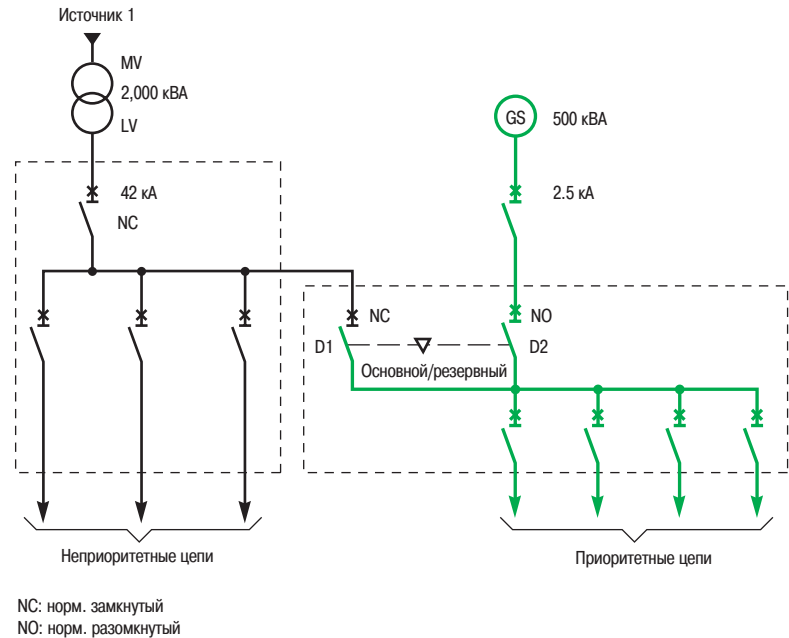 Источник 1
MV
2,000 кВА
LV
GS
500 кВА
42 кА
2.5 кА
NC
NC
NO
D1
D2
Основной/резервный
Неприоритетные цепи
Приоритетные цепи
NC: норм. замкнутый
NO: норм. разомкнутый